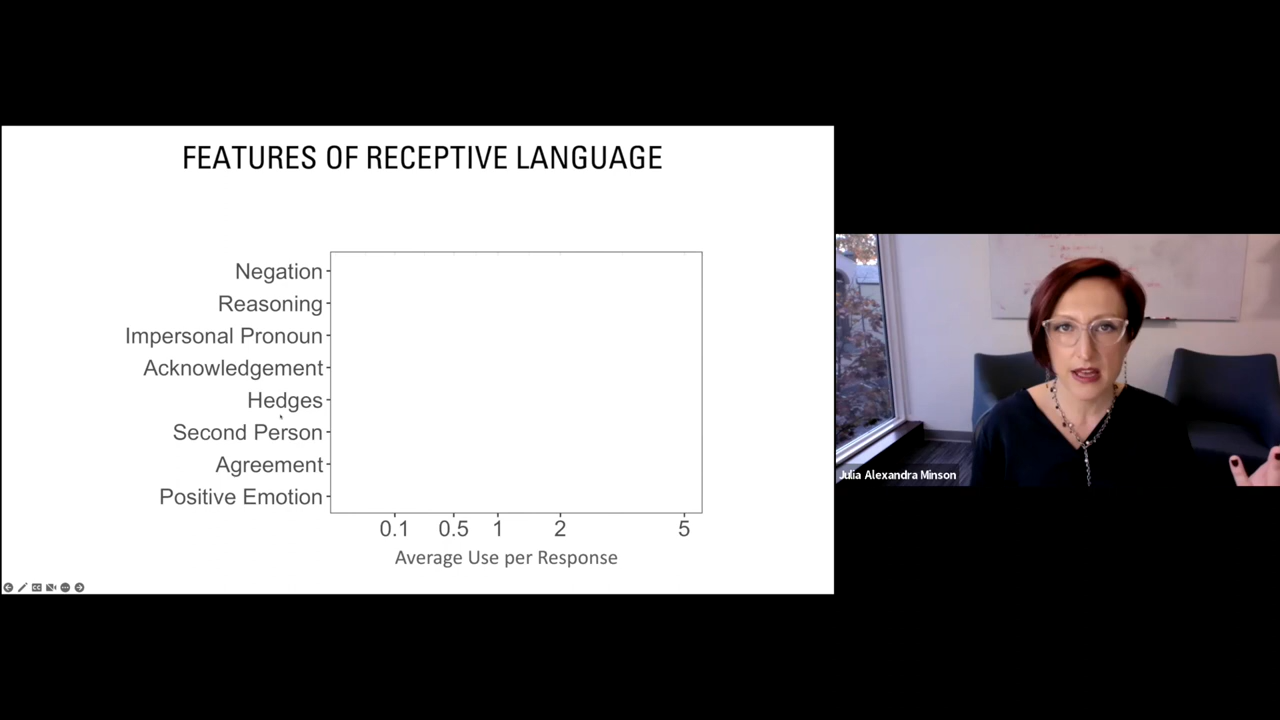 FEATURES OF RECEPTIVE LANGUAGE
Negation
Reasoning
Impersonal Pronoun
Acknowledgement
Hedges
Second Person
Agreement
Positive Emotion
0.1 0.5 1 2 5
Average Use per Response
Julia Alexandra Minson